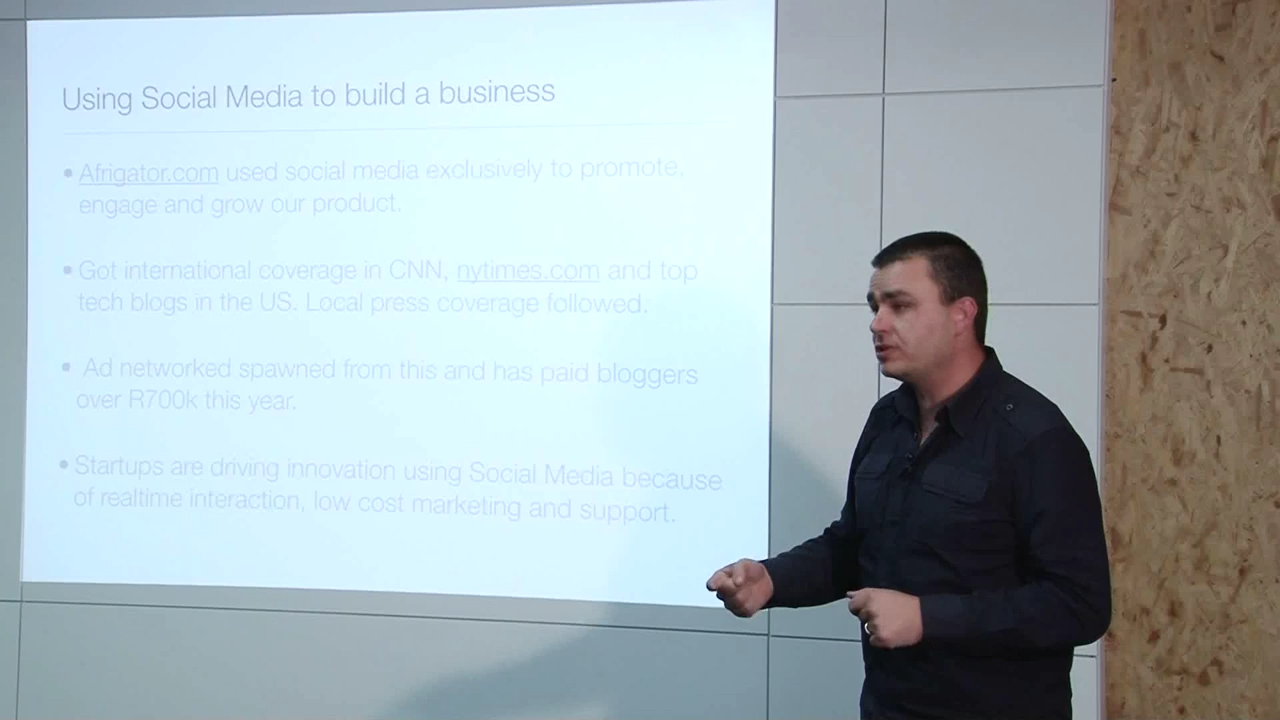 Using Social Media to build a business
• Afrigator.com used social media exclusively to promote,
engage and grow our product.
• Got international coverage in CNN, nytimes.com and top
tech blogs in the US. Local press coverage followed.
• Ad networked spawned from this and has paid bloggers
over R700k this year.
• Startups are driving innovation using Social Media because
of realtime interaction, low cost marketing and support.